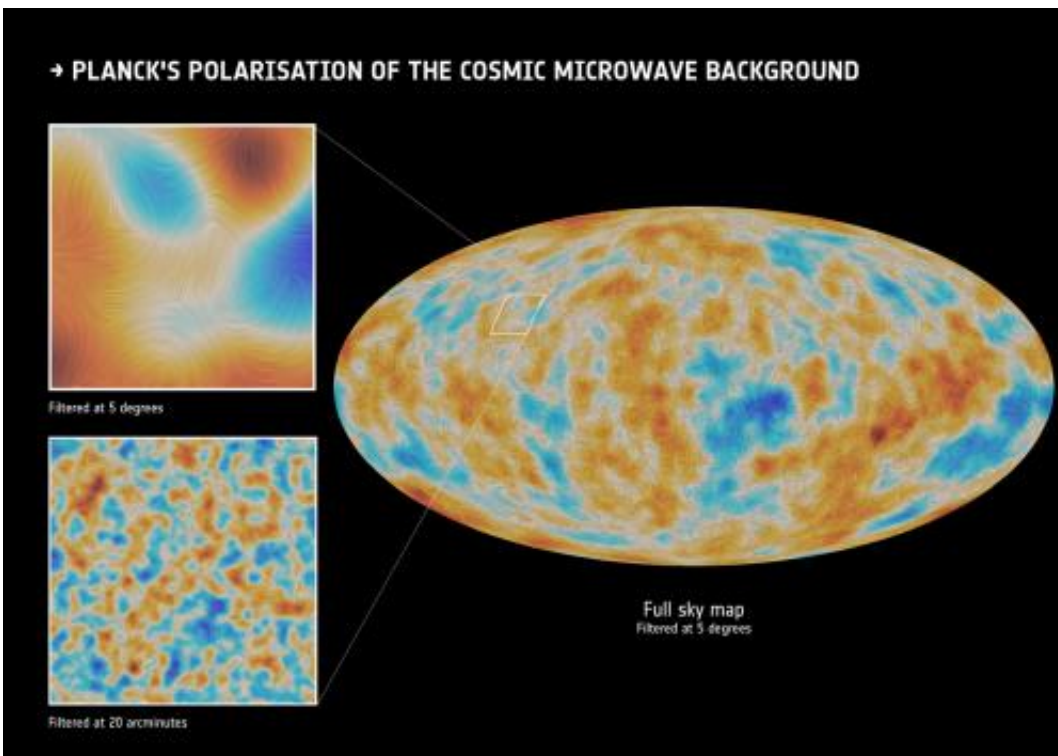 → PLANCK'S POLARISATION OF THE COSMIC MICROWAVE BACKGROUND
Filtered at 5 degrees
Filtered at 20 arcminutes
Full sky map
Filtered at 5 degrees